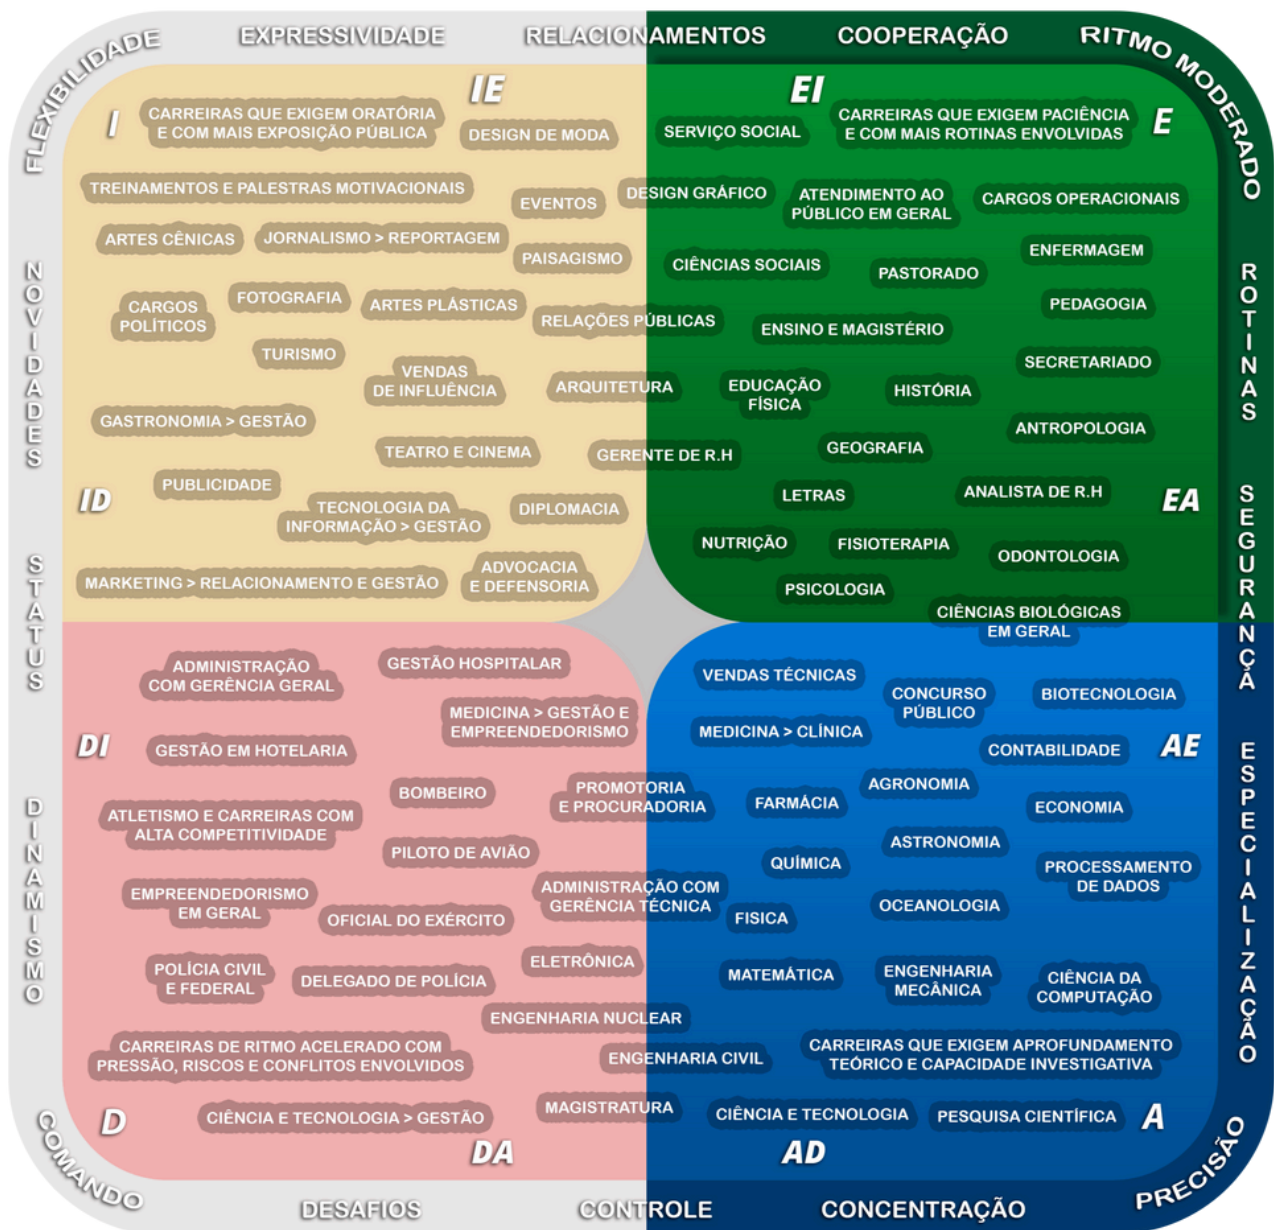 FLEXIBILIDADE
EXPRESSIVIDADE
RELACIONAMENTOS
COOPERAÇÃO
RITMO MODERADO
I
CARREIRAS QUE EXIGEM ORATÓRIA
E COM MAIS EXPOSIÇÃO PÚBLICA
IE
DESIGN DE MODA
TREINAMENTOS E PALESTRAS MOTIVACIONAIS
EVENTOS
ARTES CÊNICAS
JORNALISMO > REPORTAGEM
PAISAGISMO
CARGOS
POLÍTICOS
FOTOGRAFIA
ARTES PLÁSTICAS
RELAÇÕES PÚBLICAS
TURISMO
VENDAS
DE INFLUÊNCIA
ARQUITETURA
GASTRONOMIA > GESTÃO
TEATRO E CINEMA
GERENTE DE R.H
ID
PUBLICIDADE
TECNOLOGIA DA
INFORMAÇÃO > GESTÃO
DIPLOMACIA
MARKETING > RELACIONAMENTO E GESTÃO
ADVOCACIA
E DEFENSORIA
EI
SERVIÇO SOCIAL
CARREIRAS QUE EXIGEM PACIÊNCIA
E COM MAIS ROTINAS ENVOLVIDAS
E
DESIGN GRÁFICO
ATENDIMENTO AO
PÚBLICO EM GERAL
CARGOS OPERACIONAIS
CIÊNCIAS SOCIAIS
PASTORADO
ENFERMAGEM
PEDAGOGIA
ENSINO E MAGISTÉRIO
SECRETARIADO
EDUCAÇÃO
FÍSICA
HISTÓRIA
ANTROPOLOGIA
GEOGRAFIA
LETRAS
ANALISTA DE R.H
EA
NUTRIÇÃO
FISIOTERAPIA
ODONTOLOGIA
PSICOLOGIA
CIÊNCIAS BIOLÓGICAS
EM GERAL
NOVIDADES
STATUS
DINAMISMO
ROTINAS
SEGURANÇA
ESPECIALIZAÇÃO
ADMINISTRAÇÃO
COM GERÊNCIA GERAL
GESTÃO HOSPITALAR
MEDICINA > GESTÃO E
EMPREENDEDORISMO
DI
GESTÃO EM HOTELARIA
BOMBEIRO
PROMOTORIA
E PROCURADORIA
ATLETISMO E CARREIRAS COM
ALTA COMPETITIVIDADE
PILOTO DE AVIÃO
EMPREENDEDORISMO
EM GERAL
OFICIAL DO EXÉRCITO
ADMINISTRAÇÃO COM
GERÊNCIA TÉCNICA
POLÍCIA CIVIL
E FEDERAL
DELEGADO DE POLÍCIA
ELETRÔNICA
ENGENHARIA NUCLEAR
CARREIRAS DE RITMO ACELERADO COM
PRESSÃO, RISCOS E CONFLITOS ENVOLVIDOS
ENGENHARIA CIVIL
D
CIÊNCIA E TECNOLOGIA > GESTÃO
MAGISTRATURA
DA
VENDAS TÉCNICAS
CONCURSO
PÚBLICO
BIOTECNOLOGIA
MEDICINA > CLÍNICA
CONTABILIDADE
AE
FARMÁCIA
AGRONOMIA
ECONOMIA
ASTRONOMIA
QUÍMICA
PROCESSAMENTO
DE DADOS
FISICA
OCEANOLOGIA
MATEMÁTICA
ENGENHARIA
MECÂNICA
CIÊNCIA DA
COMPUTAÇÃO
CARREIRAS QUE EXIGEM APROFUNDAMENTO
TEÓRICO E CAPACIDADE INVESTIGATIVA
CIÊNCIA E TECNOLOGIA
PESQUISA CIENTÍFICA
A
AD
COMANDO
DESAFIOS
CONTROLE
CONCENTRAÇÃO
PRECISÃO